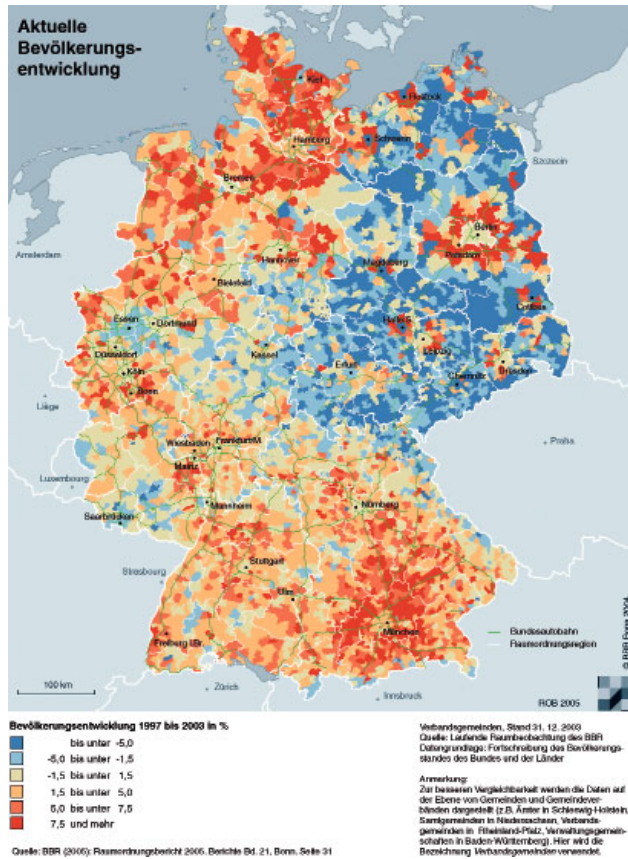 Aktuelle
Bevölkerungs-
entwicklung
Kiel
Rostock
Hamburg
Schwerin
Szczecin
Bremen
Amsterdam
Berlin
Hannover
Potsdam
Magdeburg
Bielefeld
Cottbus
Essen
Dortmund
Halle/S.
Düsseldorf
Kassel
Leipzig
Köln
Erfurt
Dresden
Chemnitz
Bonn
Liège
Wiesbaden
Frankfurt/M.
Praha
Mainz
Luxembourg
Mannheim
Nürnberg
Saarbrücken
Strasbourg
Stuttgart
Ulm
München
Freiburg i.Br.
Bundesautobahn
Raumordnungsregion
© BBR Bonn 2004
100 km
Zürich
Innsbruck
ROB 2005
Bevölkerungsentwicklung 1997 bis 2003 in %
bis unter -5,0
-5,0 bis unter -1,5
-1,5 bis unter 1,5
1,5 bis unter 5,0
5,0 bis unter 7,5
7,5 und mehr
Verbandsgemeinden, Stand 31. 12. 2003
Quelle: Laufende Raumbeobachtung des BBR
Datengrundlage: Fortschreibung des Bevölkerungs-
standes des Bundes und der Länder
Anmerkung:
Zur besseren Vergleichbarkeit werden die Daten auf
der Ebene von Gemeinden und Gemeindever-
bänden dargestellt (z.B. Ämter in Schleswig-Holstein,
Samtgemeinden in Niedersachsen, Verbands-
gemeinden in Rheinland-Pfalz, Verwaltungsgemein-
schaften in Baden-Württemberg). Hier wird die
Bezeichnung Verbandsgemeinden verwendet.
Quelle: BBR (2005): Raumordnungsbericht 2005. Berichte Bd. 21, Bonn. Seite 31